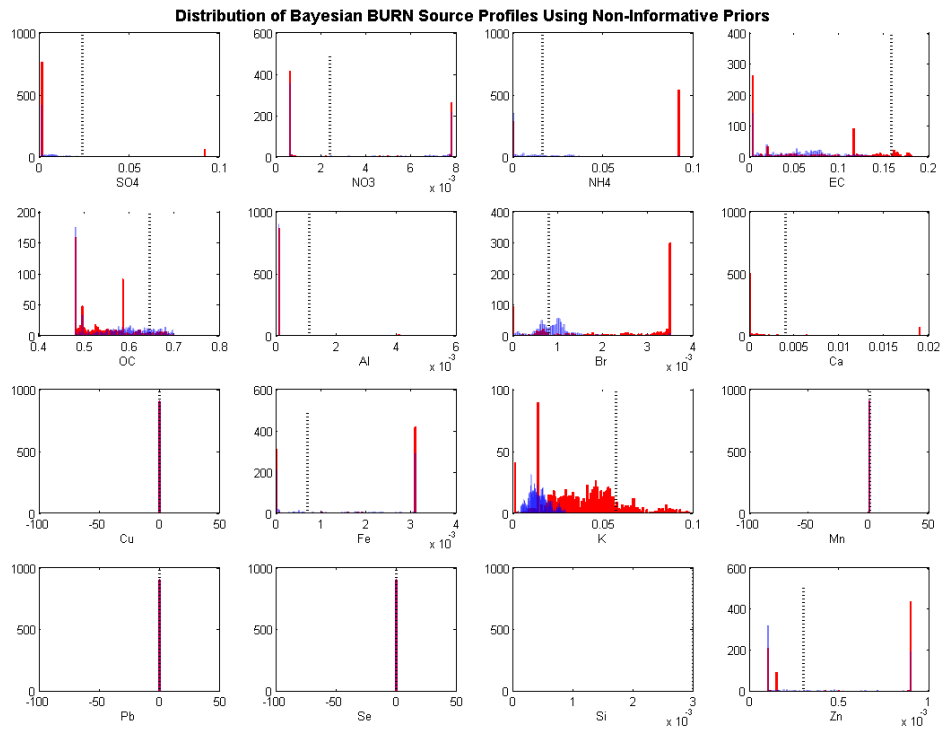 Distribution of Bayesian BURN Source Profiles Using Non-Informative Priors
1000 500 0 0 0.05 0.1 SO4
600 400 200 0 0 2 4 6 8 x 10⁻³ NO3
1000 500 0 0 0.05 0.1 NH4
400 300 200 100 0 0 0.05 0.1 0.15 0.2 EC
200 150 100 50 0 0.4 0.5 0.6 0.7 0.8 OC
1000 500 0 0 2 4 6 x 10⁻³ Al
400 300 200 100 0 0 1 2 3 4 x 10⁻³ Br
1000 500 0 0 0.005 0.01 0.015 0.02 Ca
1000 500 0 -100 -50 0 50 Cu
600 400 200 0 0 1 2 3 4 x 10⁻³ Fe
100 50 0 0 0.05 0.1 K
1000 500 0 -100 -50 0 50 Mn
1000 500 0 -100 -50 0 50 Pb
1000 500 0 -100 -50 0 50 Se
1000 500 0 0 1 2 3 x 10⁻³ Si
600 400 200 0 0 0.5 1 x 10⁻³ Zn